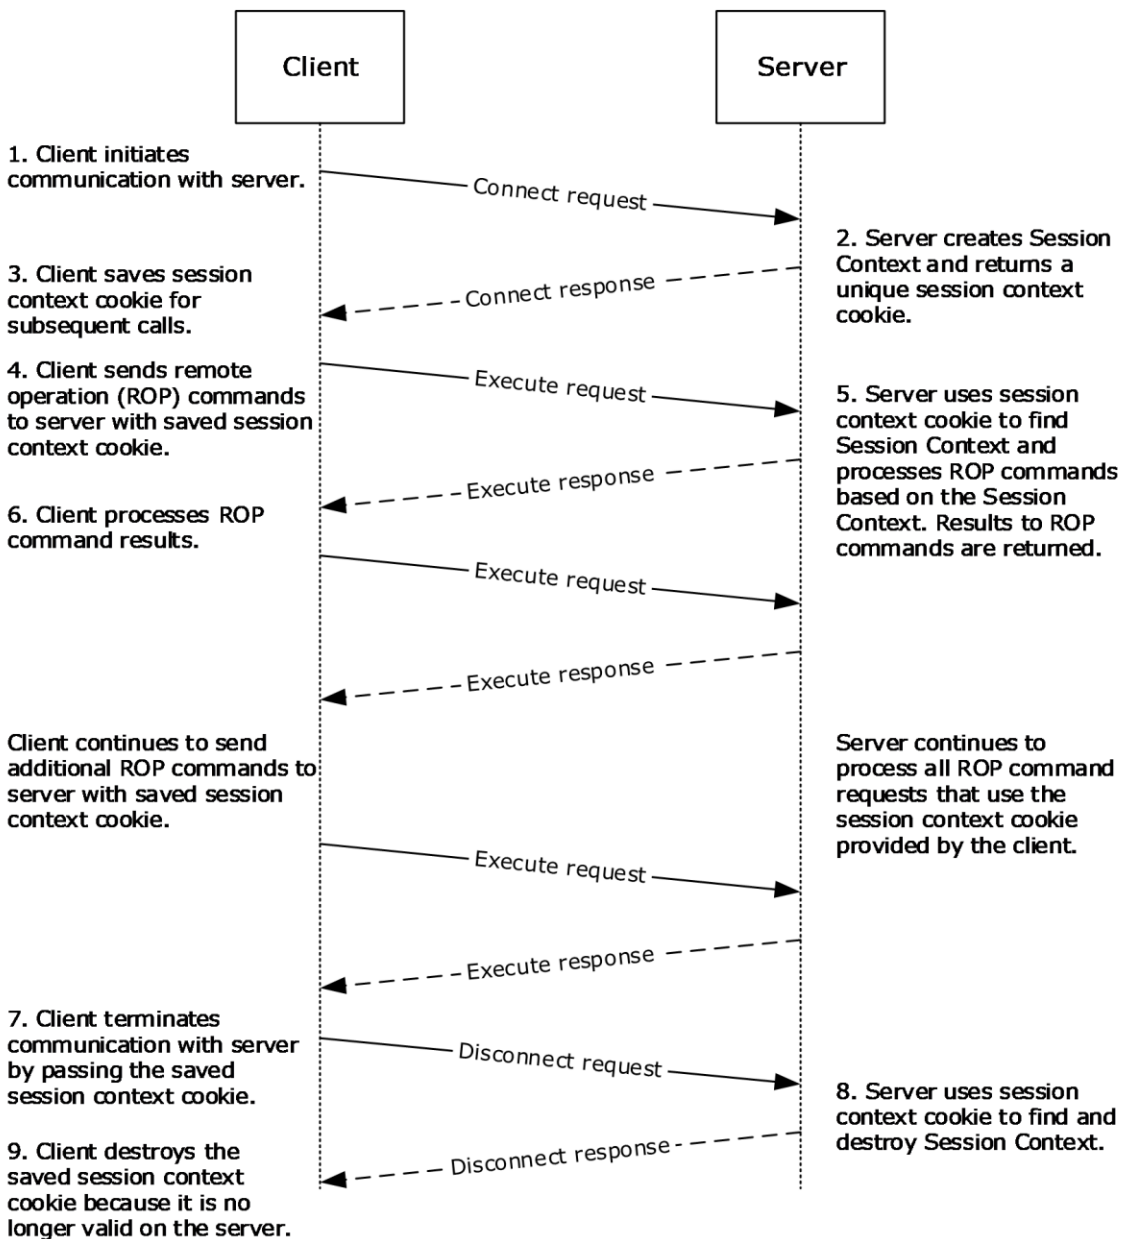 Client
Server
1. Client initiates
communication with server.
Connect request
2. Server creates Session
Context and returns a
unique session context
cookie.
Connect response
3. Client saves session
context cookie for
subsequent calls.
4. Client sends remote
operation (ROP) commands
to server with saved session
context cookie.
Execute request
5. Server uses session
context cookie to find
Session Context and
processes ROP commands
based on the Session
Context. Results to ROP
commands are returned.
Execute response
6. Client processes ROP
command results.
Execute request
Execute response
Client continues to send
additional ROP commands to
server with saved session
context cookie.
Server continues to
process all ROP command
requests that use the
session context cookie
provided by the client.
Execute request
Execute response
7. Client terminates
communication with server
by passing the saved
session context cookie.
Disconnect request
8. Server uses session
context cookie to find and
destroy Session Context.
Disconnect response
9. Client destroys the
saved session context
cookie because it is no
longer valid on the server.